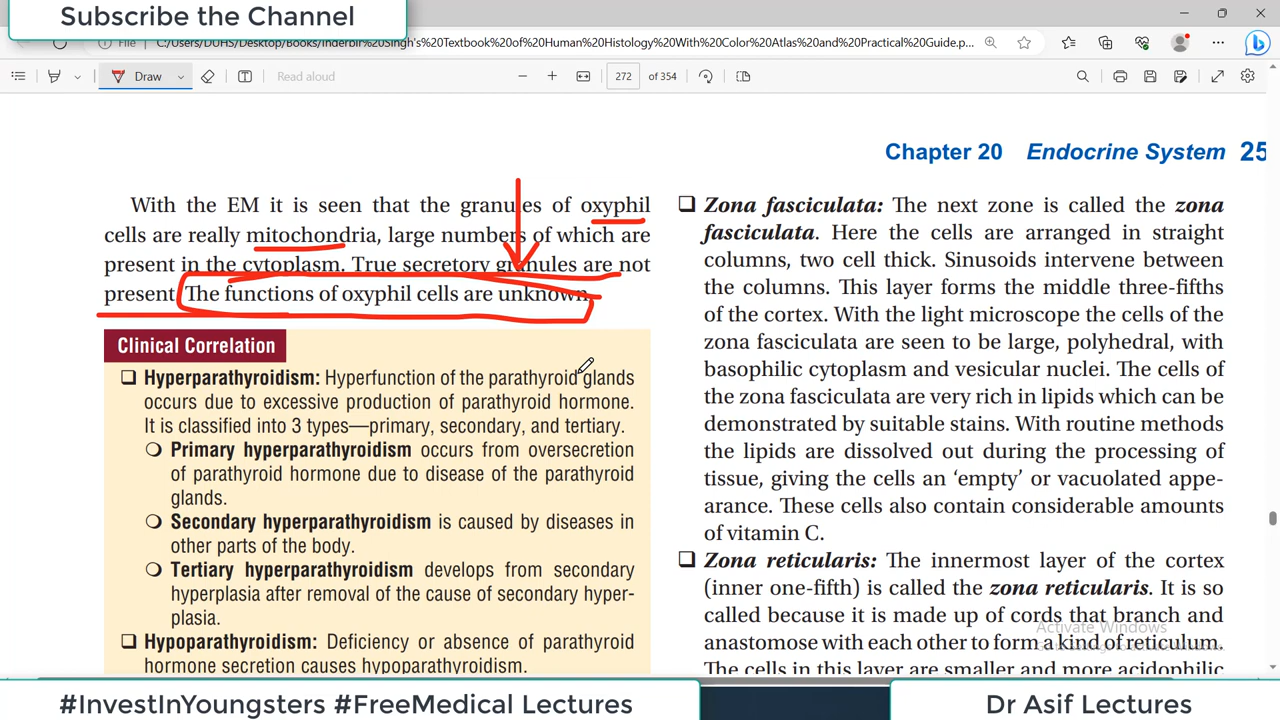 Subscribe the Channel
File
C:/Users/DUHS/Desktop/Books/Inderbir%20Singh's%20Textbook%20of%20Human%20Histology%20With%20Color%20Atlas%20and%20Practical%20Guide.p...
Draw
Read aloud
272 of 354
Chapter 20 Endocrine System 25
With the EM it is seen that the granules of oxyphil
cells are really mitochondria, large numbers of which are
present in the cytoplasm. True secretory granules are not
present. The functions of oxyphil cells are unknown.
Clinical Correlation
❑ Hyperparathyroidism: Hyperfunction of the parathyroid glands
occurs due to excessive production of parathyroid hormone.
It is classified into 3 types—primary, secondary, and tertiary.
❍ Primary hyperparathyroidism occurs from oversecretion
of parathyroid hormone due to disease of the parathyroid
glands.
❍ Secondary hyperparathyroidism is caused by diseases in
other parts of the body.
❍ Tertiary hyperparathyroidism develops from secondary
hyperplasia after removal of the cause of secondary hyper-
plasia.
❑ Hypoparathyroidism: Deficiency or absence of parathyroid
hormone secretion causes hypoparathyroidism.
❑ Zona fasciculata: The next zone is called the zona
fasciculata. Here the cells are arranged in straight
columns, two cell thick. Sinusoids intervene between
the columns. This layer forms the middle three-fifths
of the cortex. With the light microscope the cells of the
zona fasciculata are seen to be large, polyhedral, with
basophilic cytoplasm and vesicular nuclei. The cells of
the zona fasciculata are very rich in lipids which can be
demonstrated by suitable stains. With routine methods
the lipids are dissolved out during the processing of
tissue, giving the cells an 'empty' or vacuolated appe-
arance. These cells also contain considerable amounts
of vitamin C.
❑ Zona reticularis: The innermost layer of the cortex
(inner one-fifth) is called the zona reticularis. It is so
called because it is made up of cords that branch and
anastomose with each other to form a kind of reticulum.
The cells in this layer are smaller and more acidophilic
Activate Windows
#InvestInYoungsters #FreeMedical Lectures
Dr Asif Lectures